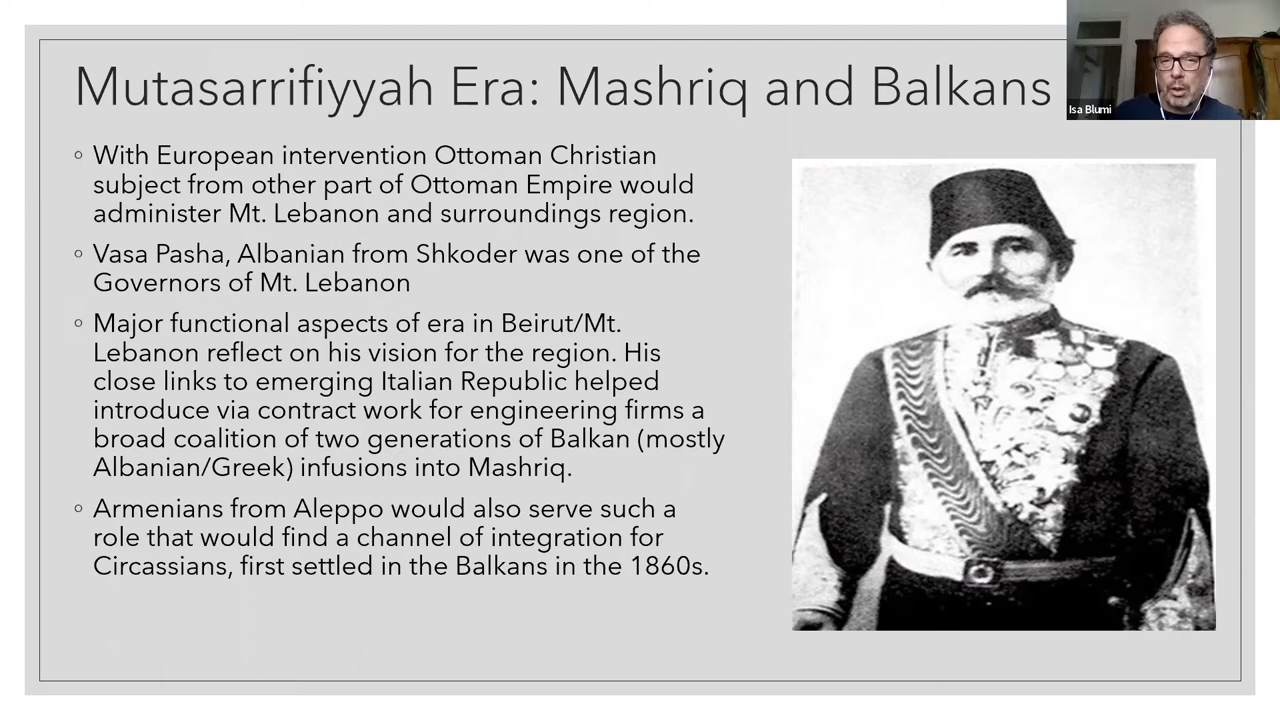 Mutasarrifiyyah Era: Mashriq and Balkans
Isa Blumi
◦ With European intervention Ottoman Christian
subject from other part of Ottoman Empire would
administer Mt. Lebanon and surroundings region.
◦ Vasa Pasha, Albanian from Shkoder was one of the
Governors of Mt. Lebanon
◦ Major functional aspects of era in Beirut/Mt.
Lebanon reflect on his vision for the region. His
close links to emerging Italian Republic helped
introduce via contract work for engineering firms a
broad coalition of two generations of Balkan (mostly
Albanian/Greek) infusions into Mashriq.
◦ Armenians from Aleppo would also serve such a
role that would find a channel of integration for
Circassians, first settled in the Balkans in the 1860s.